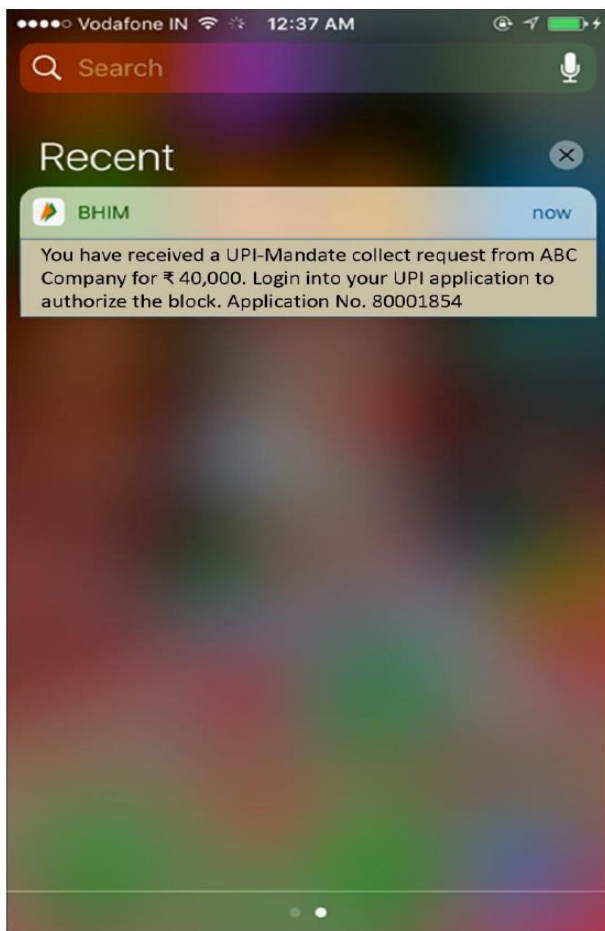 Vodafone IN 12:37 AM
Search
Recent
BHIM now
You have received a UPI-Mandate collect request from ABC
Company for ₹ 40,000. Login into your UPI application to
authorize the block. Application No. 80001854